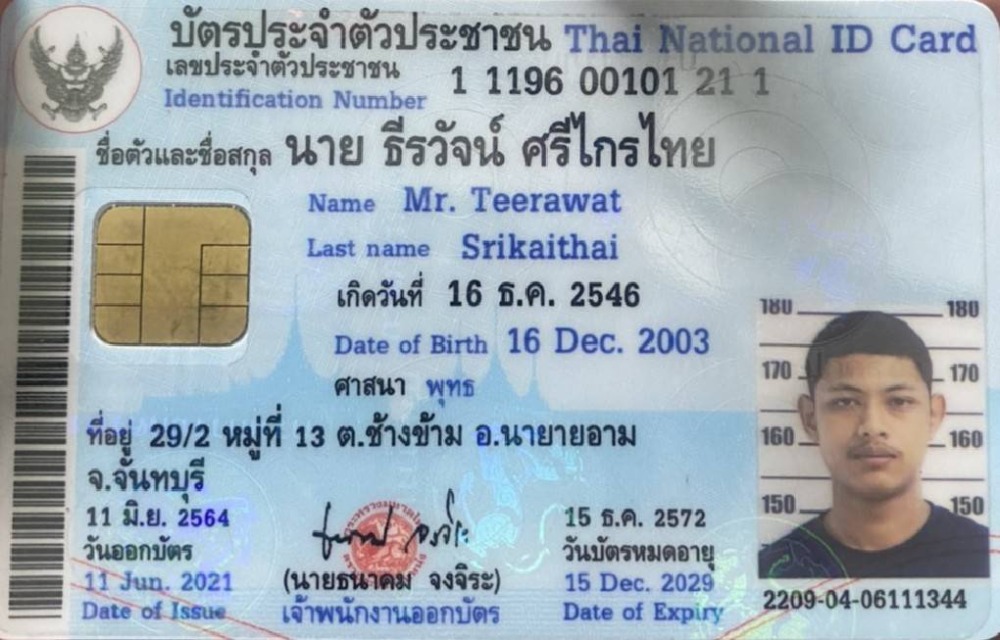 บัตรประจำตัวประชาชน Thai National ID Card
เลขประจำตัวประชาชน 1 1196 00101 21 1
Identification Number
ชื่อตัวและชื่อสกุล นาย ธีรวัจน์ ศรีไกรไทย
Name Mr. Teerawat
Last name Srikaithai
เกิดวันที่ 16 ธ.ค. 2546
Date of Birth 16 Dec. 2003
ศาสนา พุทธ
ที่อยู่ 29/2 หมู่ที่ 13 ต.ช้างข้าม อ.นายายอาม
จ.จันทบุรี
11 มิ.ย. 2564
วันออกบัตร
11 Jun. 2021
Date of Issue
(นายธนาคม จงจิระ)
เจ้าพนักงานออกบัตร
15 ธ.ค. 2572
วันบัตรหมดอายุ
15 Dec. 2029
Date of Expiry
180 180
170 170
160 160
150 150
2209-04-06111344